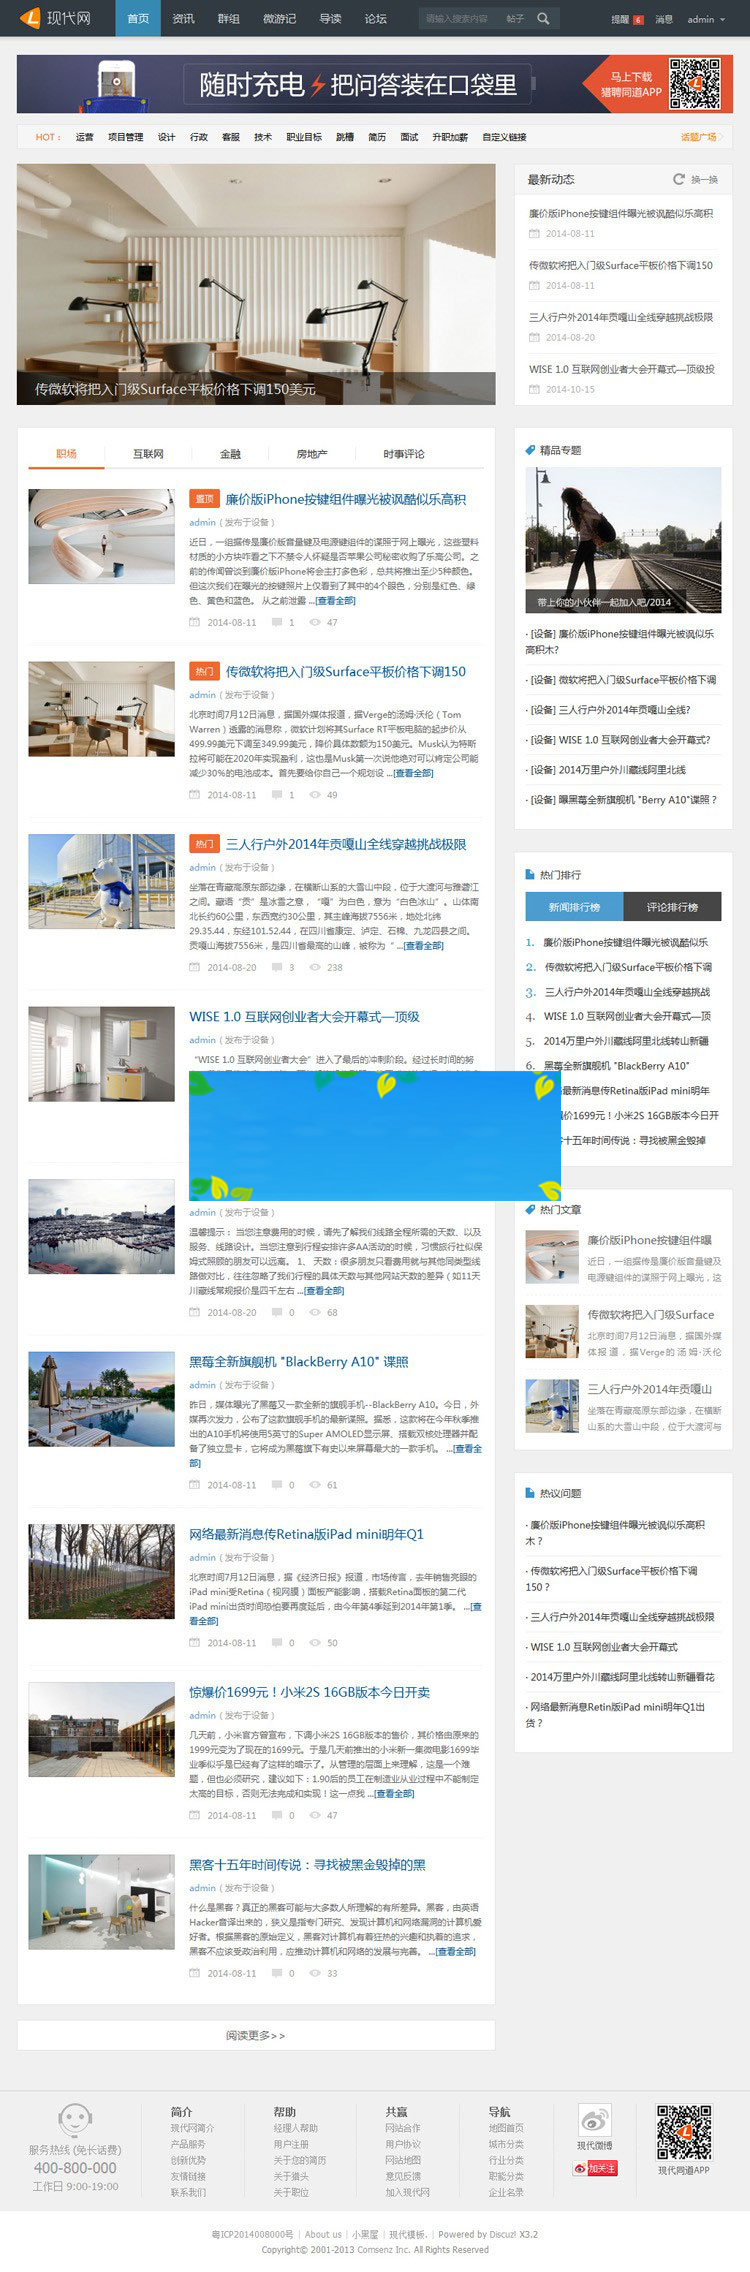 现代网
首页 资讯 群组 微游记 导读 论坛
请输入搜索内容 帖子
提醒 6 消息 admin
随时充电 把问答装在口袋里
马上下载
猎聘同道APP
HOT： 运营 项目管理 设计 行政 客服 技术 职业目标 跳槽 简历 面试 升职加薪 自定义链接 话题广场
传微软将把入门级Surface平板价格下调150美元
最新动态 换一换
廉价版iPhone按键组件曝光被讽酷似乐高积
2014-08-11
传微软将把入门级Surface平板价格下调150
2014-08-11
三人行户外2014年贡嘎山全线穿越挑战极限
2014-08-20
WISE 1.0 互联网创业者大会开幕式—顶级投
2014-10-15
职场 互联网 金融 房地产 时事评论
置顶 廉价版iPhone按键组件曝光被讽酷似乐高积
admin ( 发布于设备 )
近日，一组据传是廉价版音量键及电源键组件的谍照于网上曝光，这些塑料
材质的小方块咋看之下不禁令人怀疑是否苹果公司秘密收购了乐高公司。之
前的传闻曾谈到廉价版iPhone将会主打多色彩，总共将推出至少5种颜色。
但这次我们在曝光的按键照片上仅看到了其中的4个颜色，分别是红色、绿
色、黄色和蓝色。 从之前泄露 ...[查看全部]
2014-08-11 1 47
热门 传微软将把入门级Surface平板价格下调150
admin ( 发布于设备 )
北京时间7月12日消息，据国外媒体报道，据Verge的汤姆·沃伦（Tom
Warren）透露的消息称，微软计划将其Surface RT平板电脑的起步价从
499.99美元下调至349.99美元，降价具体数额为150美元。Musk认为特斯
拉将可能在2020年实现盈利，这也是Musk第一次说他绝对可以肯定公司能
减少30%的电池成本。首先要给你自己一个规划设 ...[查看全部]
2014-08-11 1 49
热门 三人行户外2014年贡嘎山全线穿越挑战极限
admin ( 发布于设备 )
坐落在青藏高原东部边缘，在横断山系的大雪山中段，位于大渡河与雅砻江
之间。藏语“贡”是冰雪之意，“嘎”为白色，意为“白色冰山”。山体南
北长约60公里，东西宽约30公里，其主峰海拔7556米，地处北纬
29.35.44，东经101.52.44，在四川省康定、泸定、石棉、九龙四县之间。
贡嘎山海拔7556米，是四川省最高的山峰，被称为“ ...[查看全部]
2014-08-20 3 238
WISE 1.0 互联网创业者大会开幕式—顶级
admin ( 发布于设备 )
“WISE 1.0 互联网创业者大会”进入了最后的冲刺阶段。经过长时间的努
admin ( 发布于设备 )
温馨提示： 当您注意费用的时候，请先了解我们线路全程所需的天数、以及
服务、线路设计。当您注意到行程安排许多AA活动的时候，习惯旅行社似保
姆式照顾的朋友可以远离。 1、 天数：很多朋友只看费用就与其他同类型线
路做对比，往往忽略了我们行程的具体天数与其他网站天数的差异（如11天
川藏线常规报价是四千左右 ...[查看全部]
2014-08-20 0 68
黑莓全新旗舰机 "BlackBerry A10" 谍照
admin ( 发布于设备 )
昨日，媒体曝光了黑莓又一款全新的旗舰手机--BlackBerry A10。今日，外
媒再次发力，公布了这款旗舰手机的最新谍照。据悉，这款将在今年秋季推
出的A10手机将使用5英寸的Super AMOLED显示屏、搭载双核处理器并配
备了独立显卡，它将成为黑莓旗下有史以来屏幕最大的一款手机。 ...[查看全
部]
2014-08-11 0 61
网络最新消息传Retina版iPad mini明年Q1
admin ( 发布于设备 )
北京时间7月12日消息，据《经济日报》报道，市场传言，去年销售亮眼的
iPad mini受Retina（视网膜）面板产能影响，搭载Retina面板的第二代
iPad mini出货时间恐怕要再度延后，由今年第4季延到2014年第1季。 ...[查
看全部]
2014-08-11 0 50
惊爆价1699元！小米2S 16GB版本今日开卖
admin ( 发布于设备 )
几天前，小米官方曾宣布，下调小米2S 16GB版本的售价，其价格由原来的
1999元变为了现在的1699元。于是几天前推出的小米新一集微电影1699毕
业季似乎是已经有了这样的暗示了。从管理的层面上来理解，这是一个难
题，但也必须研究，建议如下：1.90后的员工在制造业从业过程中不能制定
太高的目标，否则无法完成和实现！这一点我 ...[查看全部]
2014-08-11 0 47
黑客十五年时间传说：寻找被黑金毁掉的黑
admin ( 发布于设备 )
什么是黑客？真正的黑客可能与大多数人所理解的有所差异。黑客，由英语
Hacker音译出来的，狭义是指专门研究、发现计算机和网络漏洞的计算机爱
好者。根据黑客的原始定义，黑客对计算机有着狂热的兴趣和执着的追求，
黑客不应该受政治利用，应推动计算机和网络的发展与完善。 ...[查看全部]
2014-08-11 0 33
阅读更多>>
精品专题
带上你的小伙伴一起加入吧/2014
· [设备] 廉价版iPhone按键组件曝光被讽似乐
高积木?
· [设备] 微软将把入门级Surface平板价格下调
· [设备] 三人行户外2014年贡嘎山全线?
· [设备] WISE 1.0 互联网创业者大会开幕式?
· [设备] 2014万里户外川藏线阿里北线
· [设备] 曝黑莓全新旗舰机 "Berry A10"谍照？
热门排行
新闻排行榜 评论排行榜
1. 廉价版iPhone按键组件曝光被讽酷似乐
2. 传微软将把入门级Surface平板价格下调
3. 三人行户外2014年贡嘎山全线穿越挑战
4. WISE 1.0 互联网创业者大会开幕式—顶
5. 2014万里户外川藏线阿里北线转山新疆
6. 黑莓全新旗舰机 "BlackBerry A10"
最新消息传Retina版iPad mini明年
价1699元！小米2S 16GB版本今日开
十五年时间传说：寻找被黑金毁掉
热门文章
廉价版iPhone按键组件曝
近日，一组据传是廉价版音量键及
电源键组件的谍照于网上曝光，这
传微软将把入门级Surface
北京时间7月12日消息，据国外媒
体报道，据Verge的汤姆·沃伦
三人行户外2014年贡嘎山
坐落在青藏高原东部边缘，在横断
山系的大雪山中段，位于大渡河与
热议问题
· 廉价版iPhone按键组件曝光被讽似乐高积
木？
· 传微软将把入门级Surface平板价格下调
150？
· 三人行户外2014年贡嘎山全线穿越挑战极限
· WISE 1.0 互联网创业者大会开幕式
· 2014万里户外川藏线阿里北线转山新疆看花
· 网络最新消息传Retin版iPad mini明年Q1出
货？
服务热线 (免长话费)
400-800-000
工作日 9:00-19:00
简介
现代网简介
产品服务
创新优势
友情链接
联系我们
帮助
经理人帮助
用户注册
关于您的简历
关于猎头
关于职位
共赢
网站合作
用户协议
网站地图
意见反馈
加入现代网
导航
地图首页
城市分类
行业分类
职能分类
企业名录
現代微博
加关注
現代同道APP
粤ICP2014008000号 | About us | 小黑屋 | 現代模板. | Powered by Discuz! X3.2
Copyright© 2001-2013 Comsenz Inc. All Rights Reserved